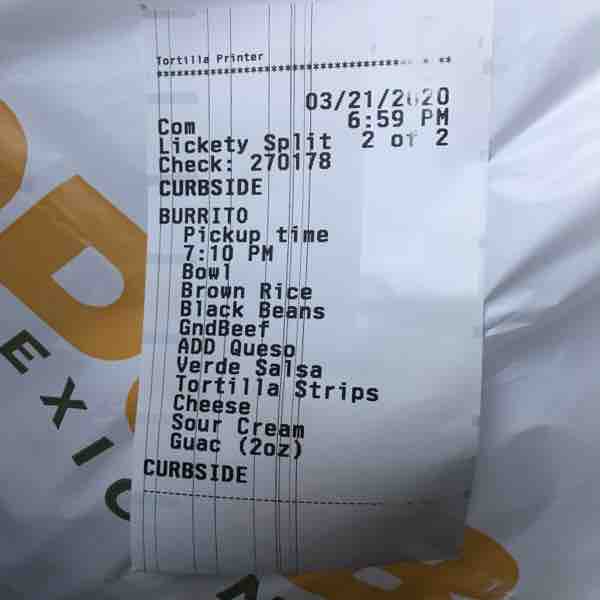 Tortilla Printer
****************************************
03/21/2020
6:59 PM
Com
Lickety Split 2 of 2
Check: 270178
CURBSIDE
BURRITO
Pickup time
7:10 PM
Bowl
Brown Rice
Black Beans
GndBeef
ADD Queso
Verde Salsa
Tortilla Strips
Cheese
Sour Cream
Guac (2oz)
CURBSIDE
EXIC